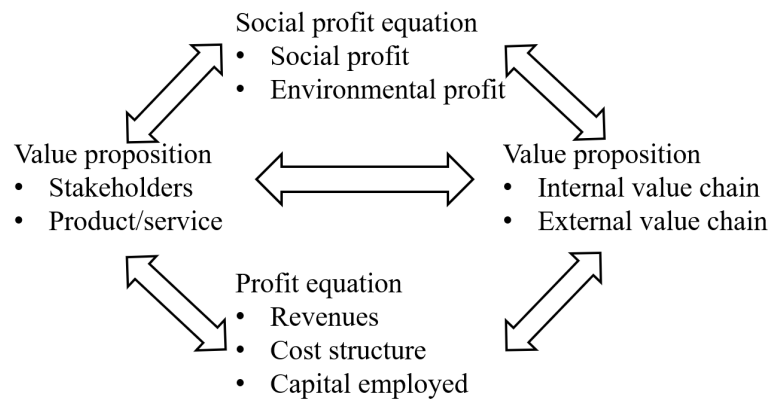 Social profit equation
• Social profit
• Environmental profit
Value proposition
• Stakeholders
• Product/service
Value proposition
• Internal value chain
• External value chain
Profit equation
• Revenues
• Cost structure
• Capital employed